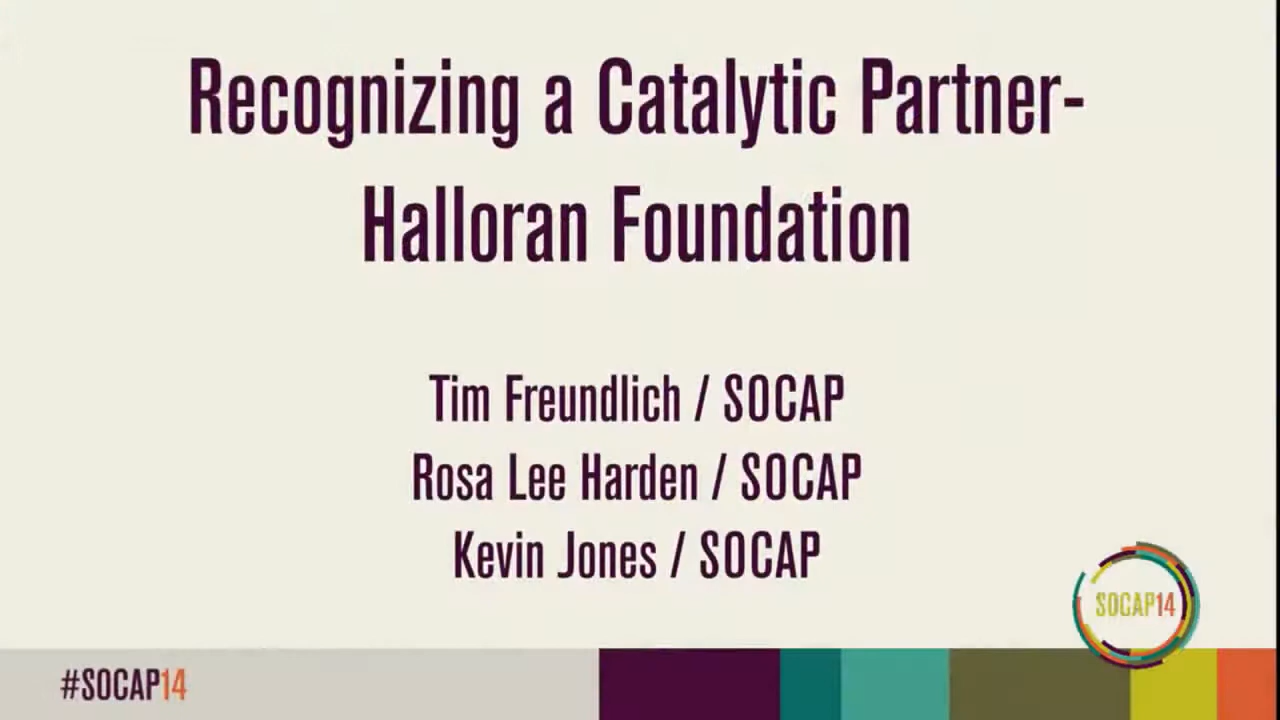 Recognizing a Catalytic Partner-
Halloran Foundation
Tim Freundlich / SOCAP
Rosa Lee Harden / SOCAP
Kevin Jones / SOCAP
SOCAP14
#SOCAP14